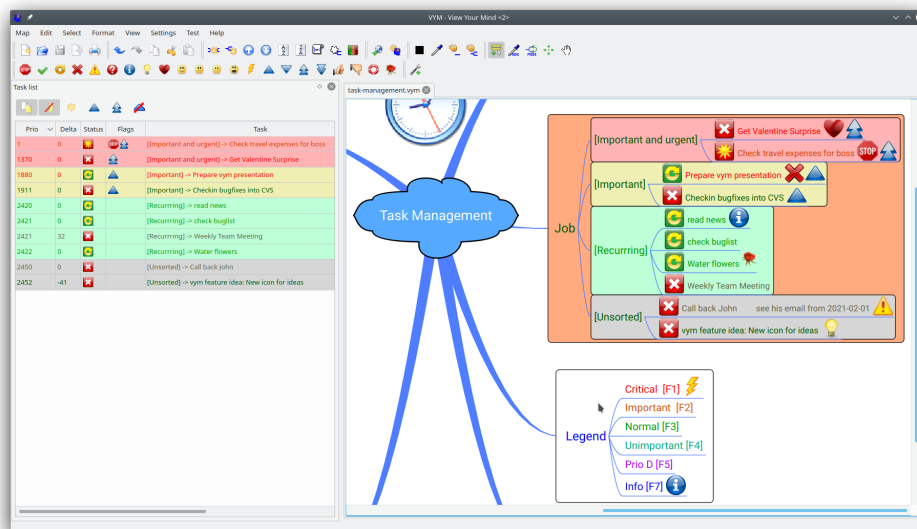 VYM - View Your Mind <2>
Map Edit Select Format View Settings Test Help
Task list
Prio Delta Status Flags Task
1 0 STOP [Important and urgent] -> Check travel expenses for boss
1370 0 [Important and urgent] -> Get Valentine Surprise
1880 0 [Important] -> Prepare vym presentation
1911 0 [Important] -> Checkin bugfixes into CVS
2420 0 [Recurrring] -> read news
2421 0 [Recurrring] -> check buglist
2421 32 [Recurrring] -> Weekly Team Meeting
2422 0 [Recurrring] -> Water flowers
2450 0 [Unsorted] -> Call back John
2452 -41 [Unsorted] -> vym feature idea: New icon for ideas
task-management.vym
Task Management
Job
[Important and urgent]
Get Valentine Surprise
Check travel expenses for boss STOP
[Important]
Prepare vym presentation
Checkin bugfixes into CVS
[Recurrring]
read news
check buglist
Water flowers
Weekly Team Meeting
[Unsorted]
Call back John see his email from 2021-02-01
vym feature idea: New icon for ideas
Legend
Critical [F1]
Important [F2]
Normal [F3]
Unimportant [F4]
Prio D [F5]
Info [F7]